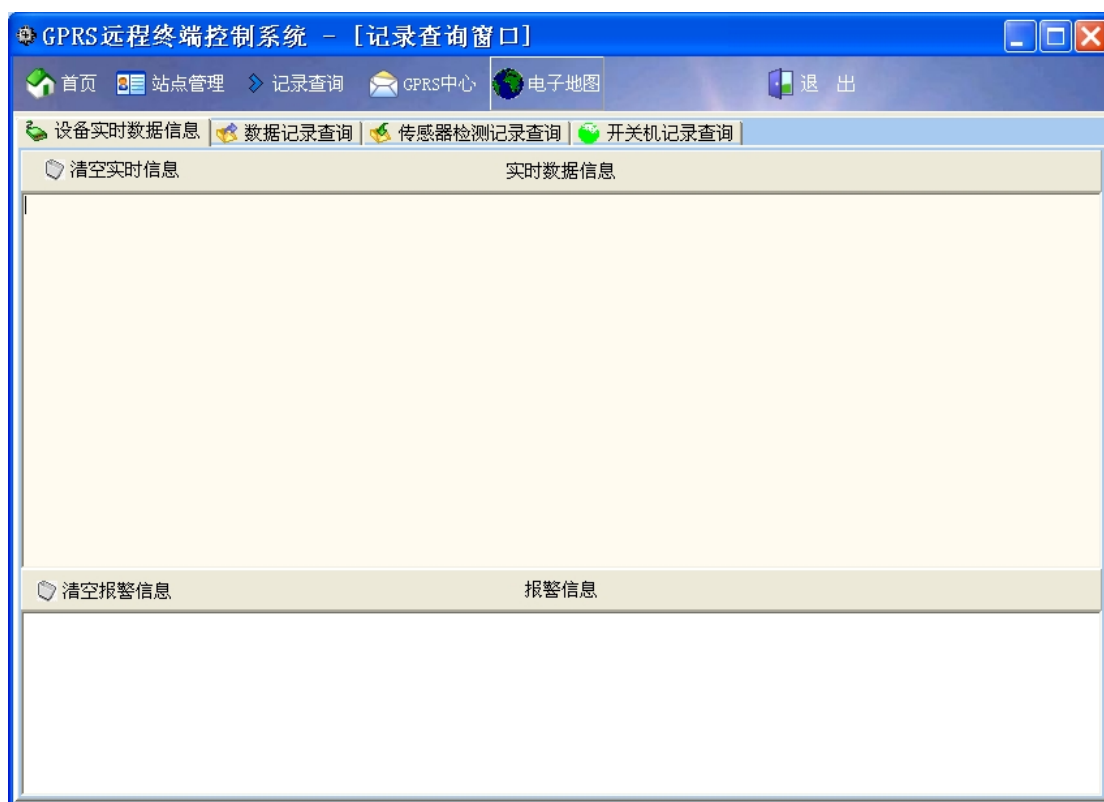 GPRS远程终端控制系统 - [记录查询窗口]
首页 站点管理 记录查询 GPRS中心 电子地图 退 出
设备实时数据信息 数据记录查询 传感器检测记录查询 开关机记录查询
清空实时信息 实时数据信息
清空报警信息 报警信息